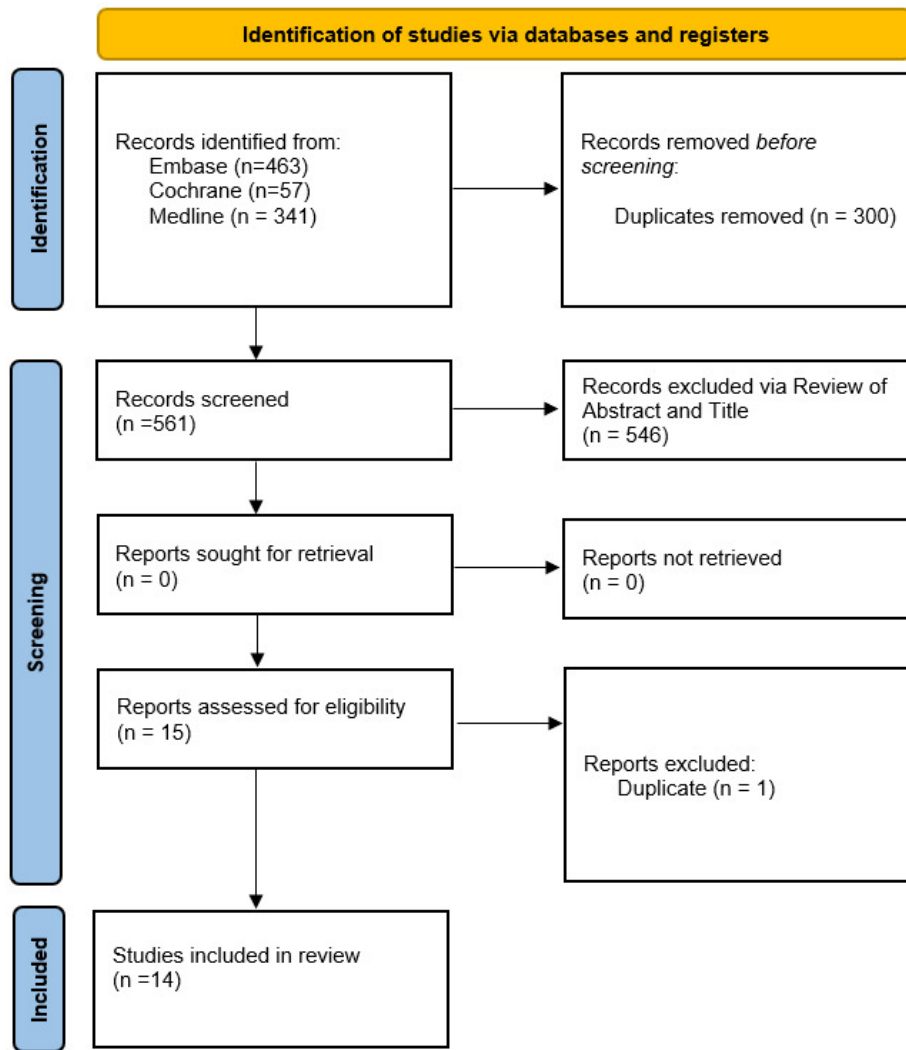 Identification of studies via databases and registers
Identification
Records identified from:
Embase (n=463)
Cochrane (n=57)
Medline (n = 341)
Records removed before
screening:
Duplicates removed (n = 300)
Screening
Records screened
(n =561)
Records excluded via Review of
Abstract and Title
(n = 546)
Reports sought for retrieval
(n = 0)
Reports not retrieved
(n = 0)
Reports assessed for eligibility
(n = 15)
Reports excluded:
Duplicate (n = 1)
Included
Studies included in review
(n =14)